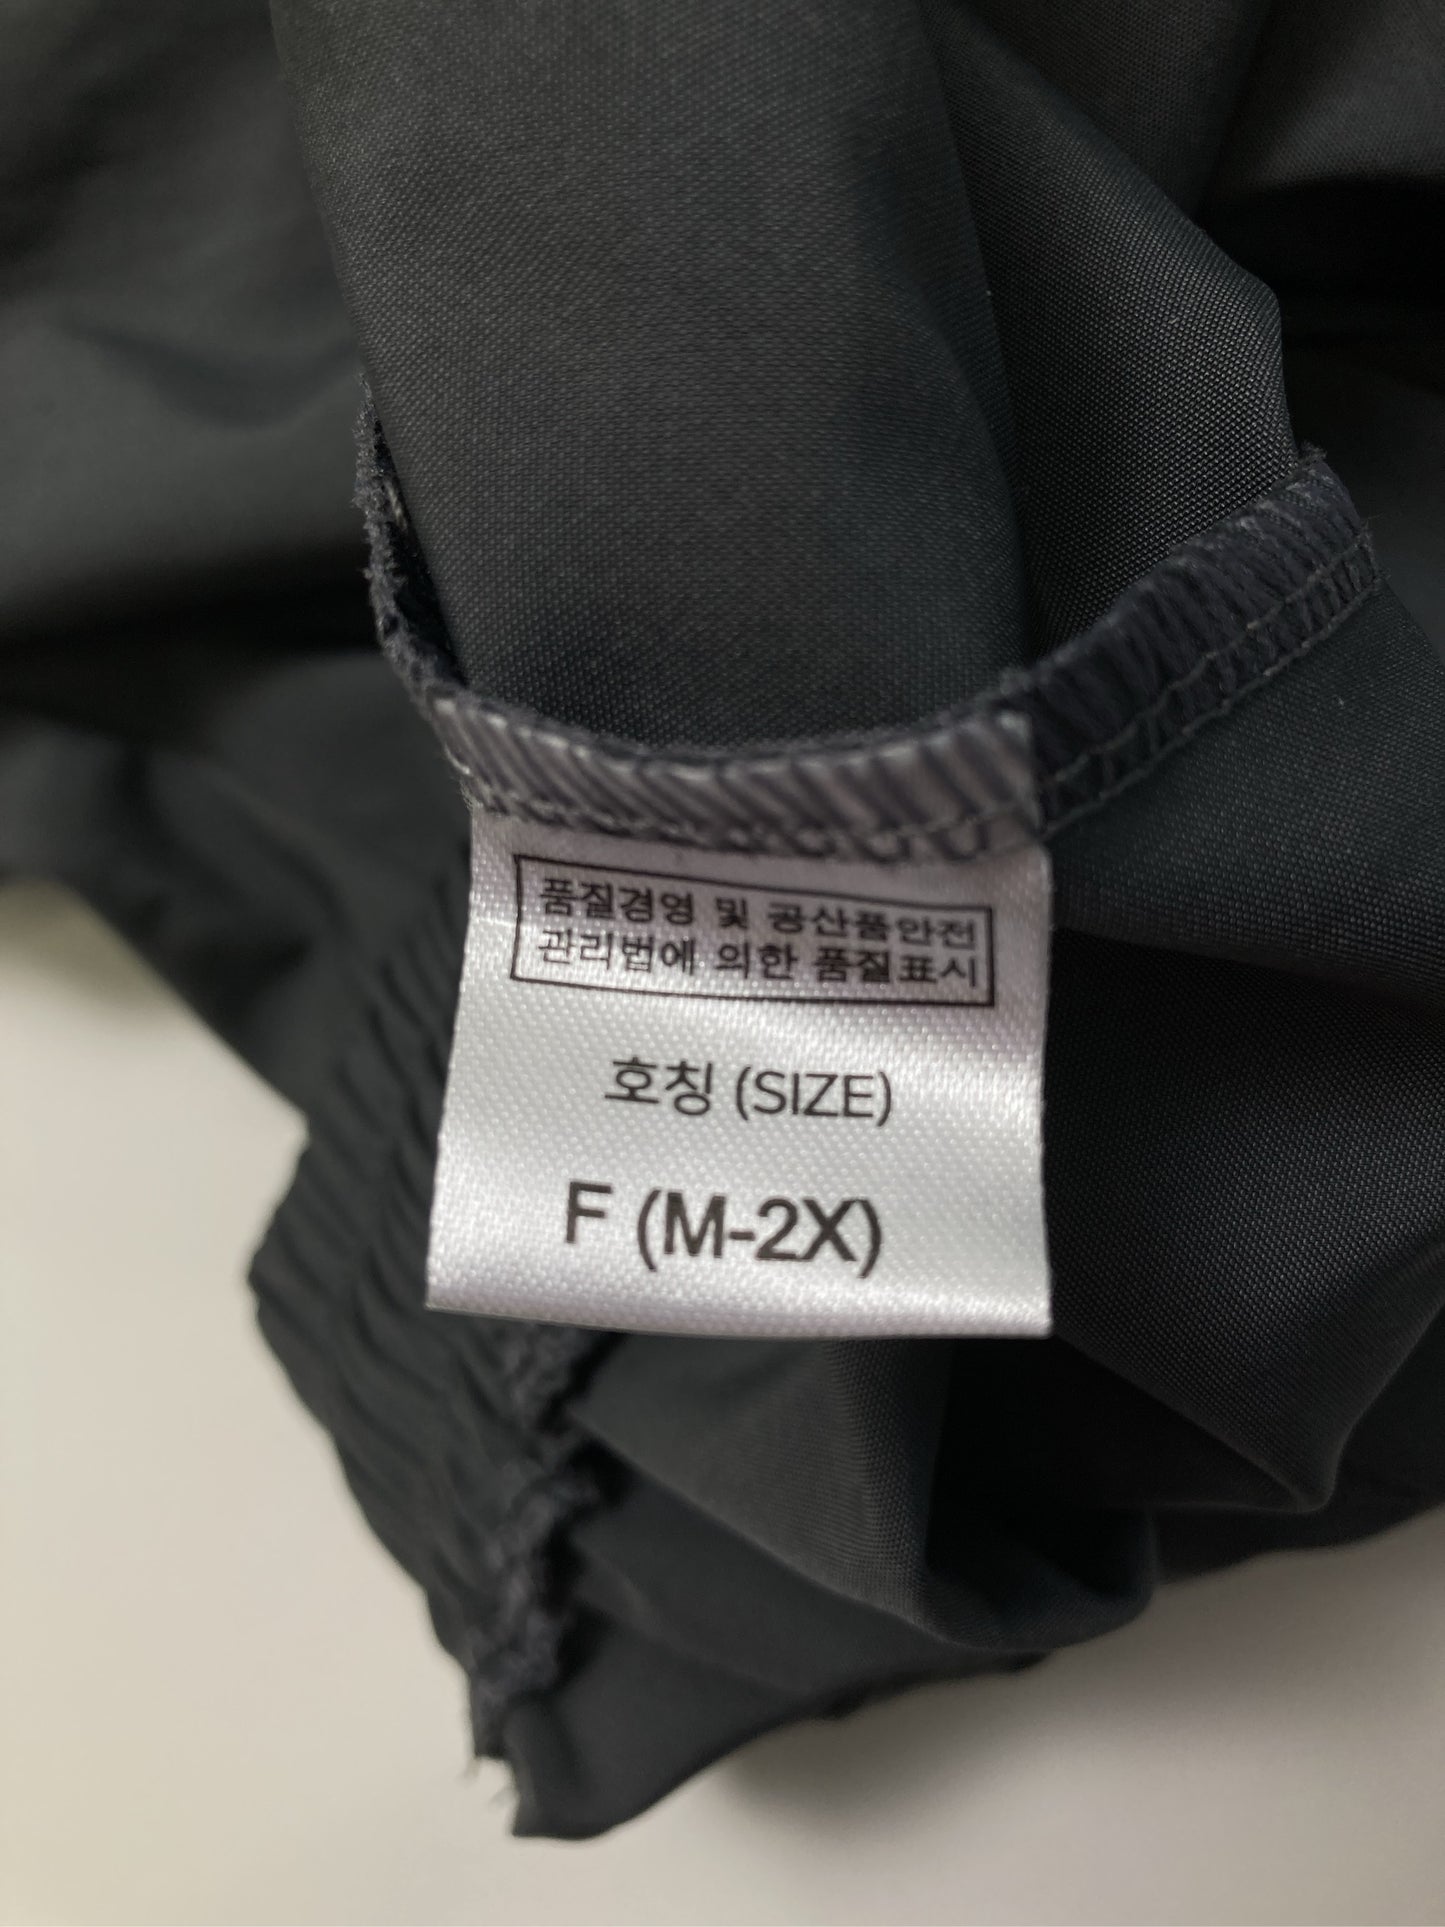 품질경영 및 공산품안전
관리법에 의한 품질표시
호칭 (SIZE)
F (M-2X)